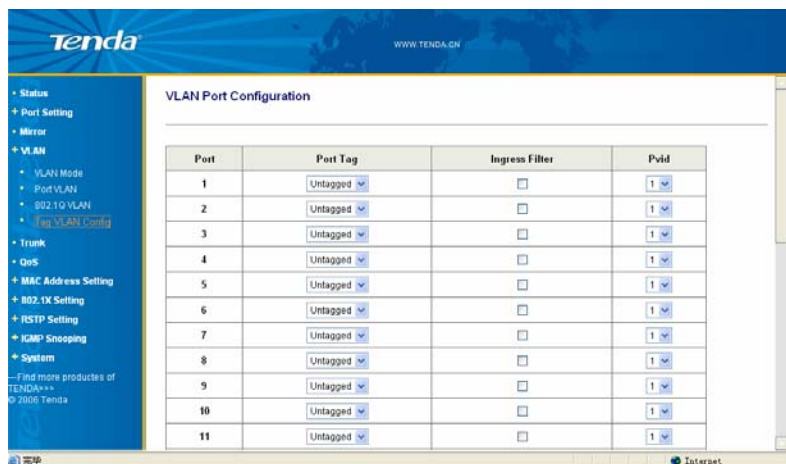 Tenda
WWW.TENDA.CN
• Status
+ Port Setting
• Mirror
+ VLAN
• VLAN Mode
• Port VLAN
• 802.1Q VLAN
• Tag VLAN Config
• Trunk
• QoS
+ MAC Address Setting
+ 802.1X Setting
+ RSTP Setting
+ IGMP Snooping
+ System
---Find more productes of
TENDA>>>
© 2006 Tenda
VLAN Port Configuration
Port Port Tag Ingress Filter Pvid
1 Untagged 1
2 Untagged 1
3 Untagged 1
4 Untagged 1
5 Untagged 1
6 Untagged 1
7 Untagged 1
8 Untagged 1
9 Untagged 1
10 Untagged 1
11 Untagged 1
完毕 Internet